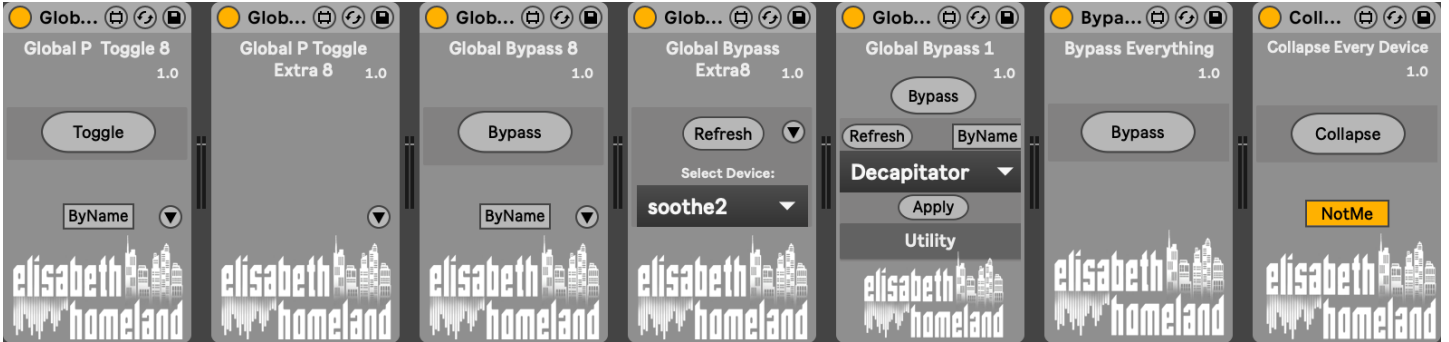 Glob...
Global P Toggle 8
1.0
Toggle
ByName
elisabeth
homeland
Glob...
Global P Toggle
Extra 8
1.0
elisabeth
homeland
Glob...
Global Bypass 8
1.0
Bypass
ByName
elisabeth
homeland
Glob...
Global Bypass
Extra8
1.0
Refresh
Select Device:
soothe2
elisabeth
homeland
Glob...
Global Bypass 1
1.0
Bypass
Refresh
ByName
Decapitator
Apply
Utility
elisabeth
homeland
Bypa...
Bypass Everything
1.0
Bypass
elisabeth
homeland
Coll...
Collapse Every Device
1.0
Collapse
NotMe
elisabeth
homeland